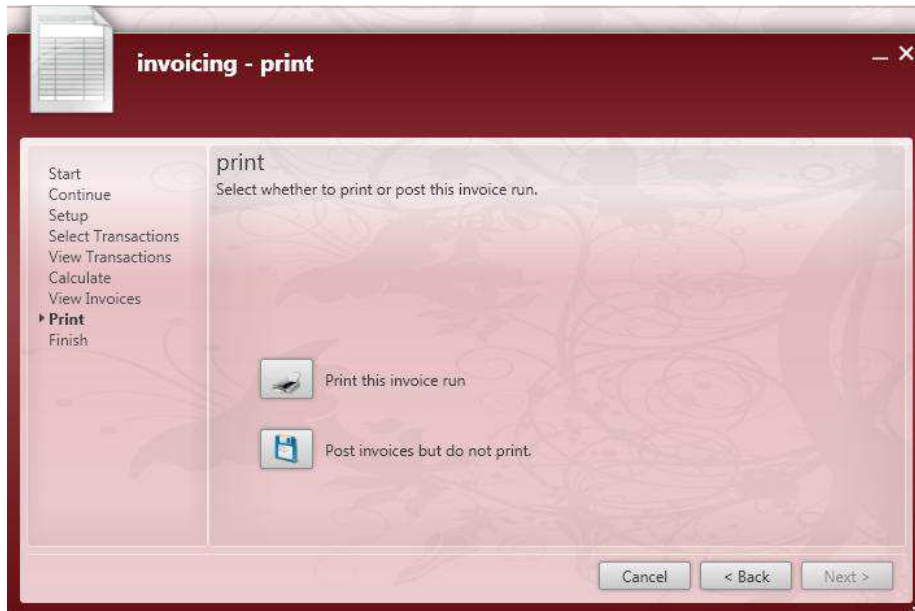 invoicing - print
Start
Continue
Setup
Select Transactions
View Transactions
Calculate
View Invoices
Print
Finish
print
Select whether to print or post this invoice run.
Print this invoice run
Post invoices but do not print.
Cancel
< Back
Next >